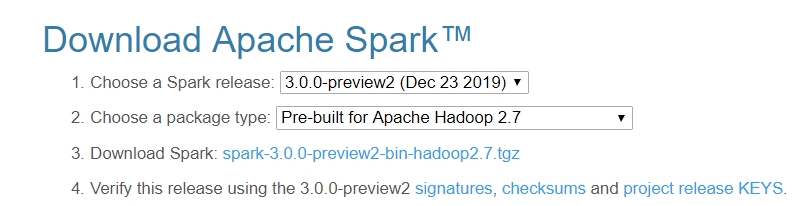 Download Apache Spark™
1. Choose a Spark release: 3.0.0-preview2 (Dec 23 2019)
2. Choose a package type: Pre-built for Apache Hadoop 2.7
3. Download Spark: spark-3.0.0-preview2-bin-hadoop2.7.tgz
4. Verify this release using the 3.0.0-preview2 signatures, checksums and project release KEYS.